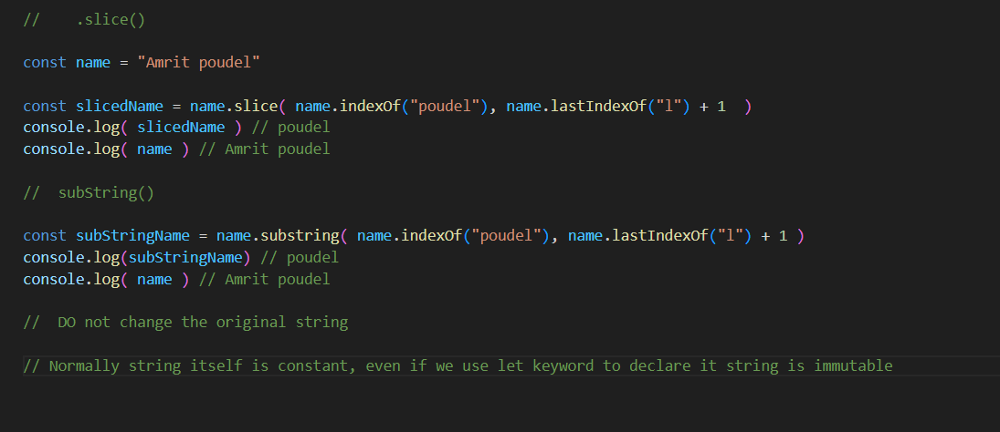 //    .slice()
const name = "Amrit poudel"
const slicedName = name.slice( name.indexOf("poudel"), name.lastIndexOf("l") + 1  )
console.log( slicedName ) // poudel
console.log( name ) // Amrit poudel
//  subString()
const subStringName = name.substring( name.indexOf("poudel"), name.lastIndexOf("l") + 1 )
console.log(subStringName) // poudel
console.log( name ) // Amrit poudel
//  DO not change the original string
// Normally string itself is constant, even if we use let keyword to declare it string is immutable